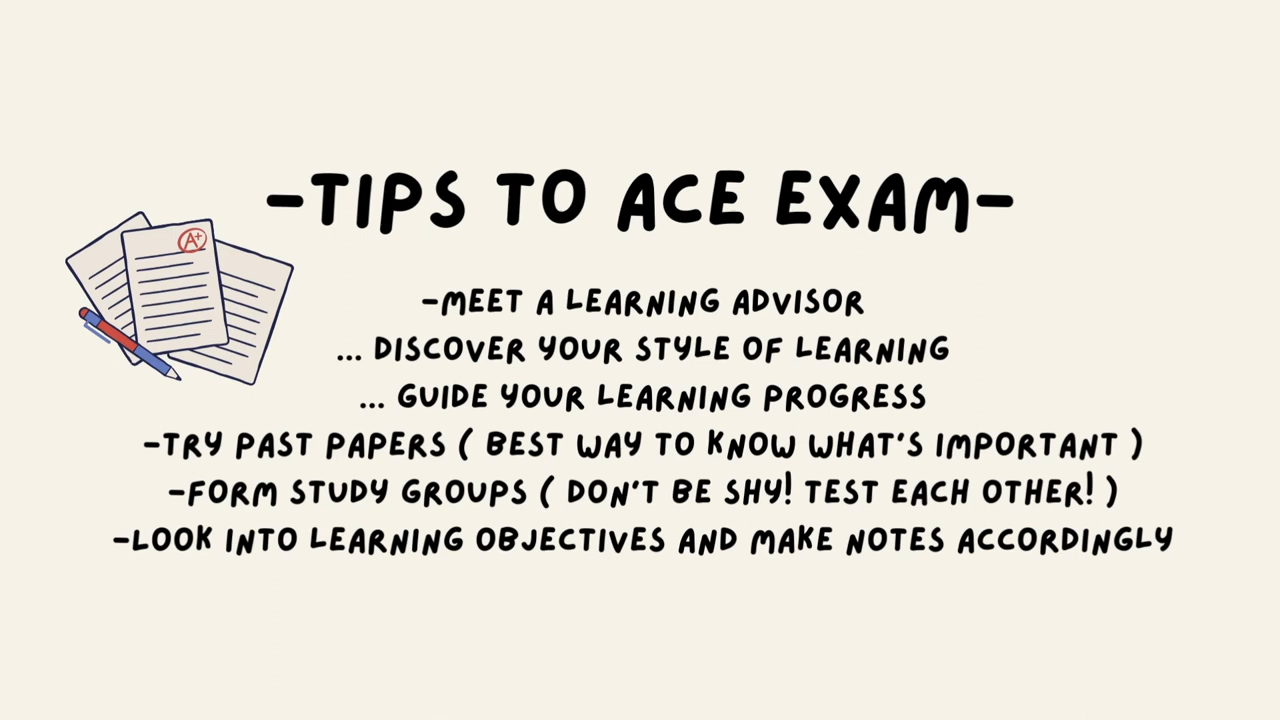 -TIPS TO ACE EXAM-
A+
-MEET A LEARNING ADVISOR
... DISCOVER YOUR STYLE OF LEARNING
... GUIDE YOUR LEARNING PROGRESS
-TRY PAST PAPERS ( BEST WAY TO KNOW WHAT'S IMPORTANT )
-FORM STUDY GROUPS ( DON'T BE SHY! TEST EACH OTHER! )
-LOOK INTO LEARNING OBJECTIVES AND MAKE NOTES ACCORDINGLY